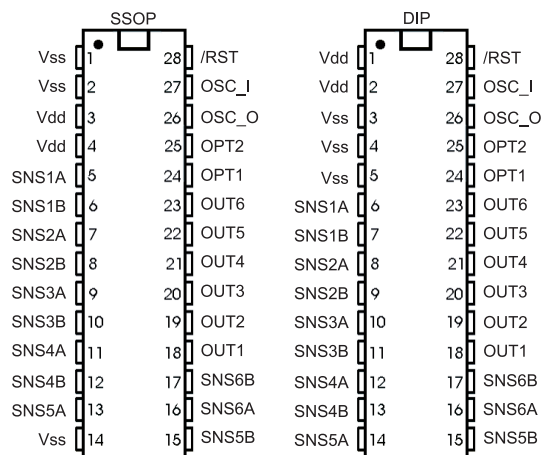 SSOP DIP
Vss 1 28 /RST Vdd 1 28 /RST
Vss 2 27 OSC_I Vdd 2 27 OSC_I
Vdd 3 26 OSC_O Vss 3 26 OSC_O
Vdd 4 25 OPT2 Vss 4 25 OPT2
SNS1A 5 24 OPT1 Vss 5 24 OPT1
SNS1B 6 23 OUT6 SNS1A 6 23 OUT6
SNS2A 7 22 OUT5 SNS1B 7 22 OUT5
SNS2B 8 21 OUT4 SNS2A 8 21 OUT4
SNS3A 9 20 OUT3 SNS2B 9 20 OUT3
SNS3B 10 19 OUT2 SNS3A 10 19 OUT2
SNS4A 11 18 OUT1 SNS3B 11 18 OUT1
SNS4B 12 17 SNS6B SNS4A 12 17 SNS6B
SNS5A 13 16 SNS6A SNS4B 13 16 SNS6A
Vss 14 15 SNS5B SNS5A 14 15 SNS5B